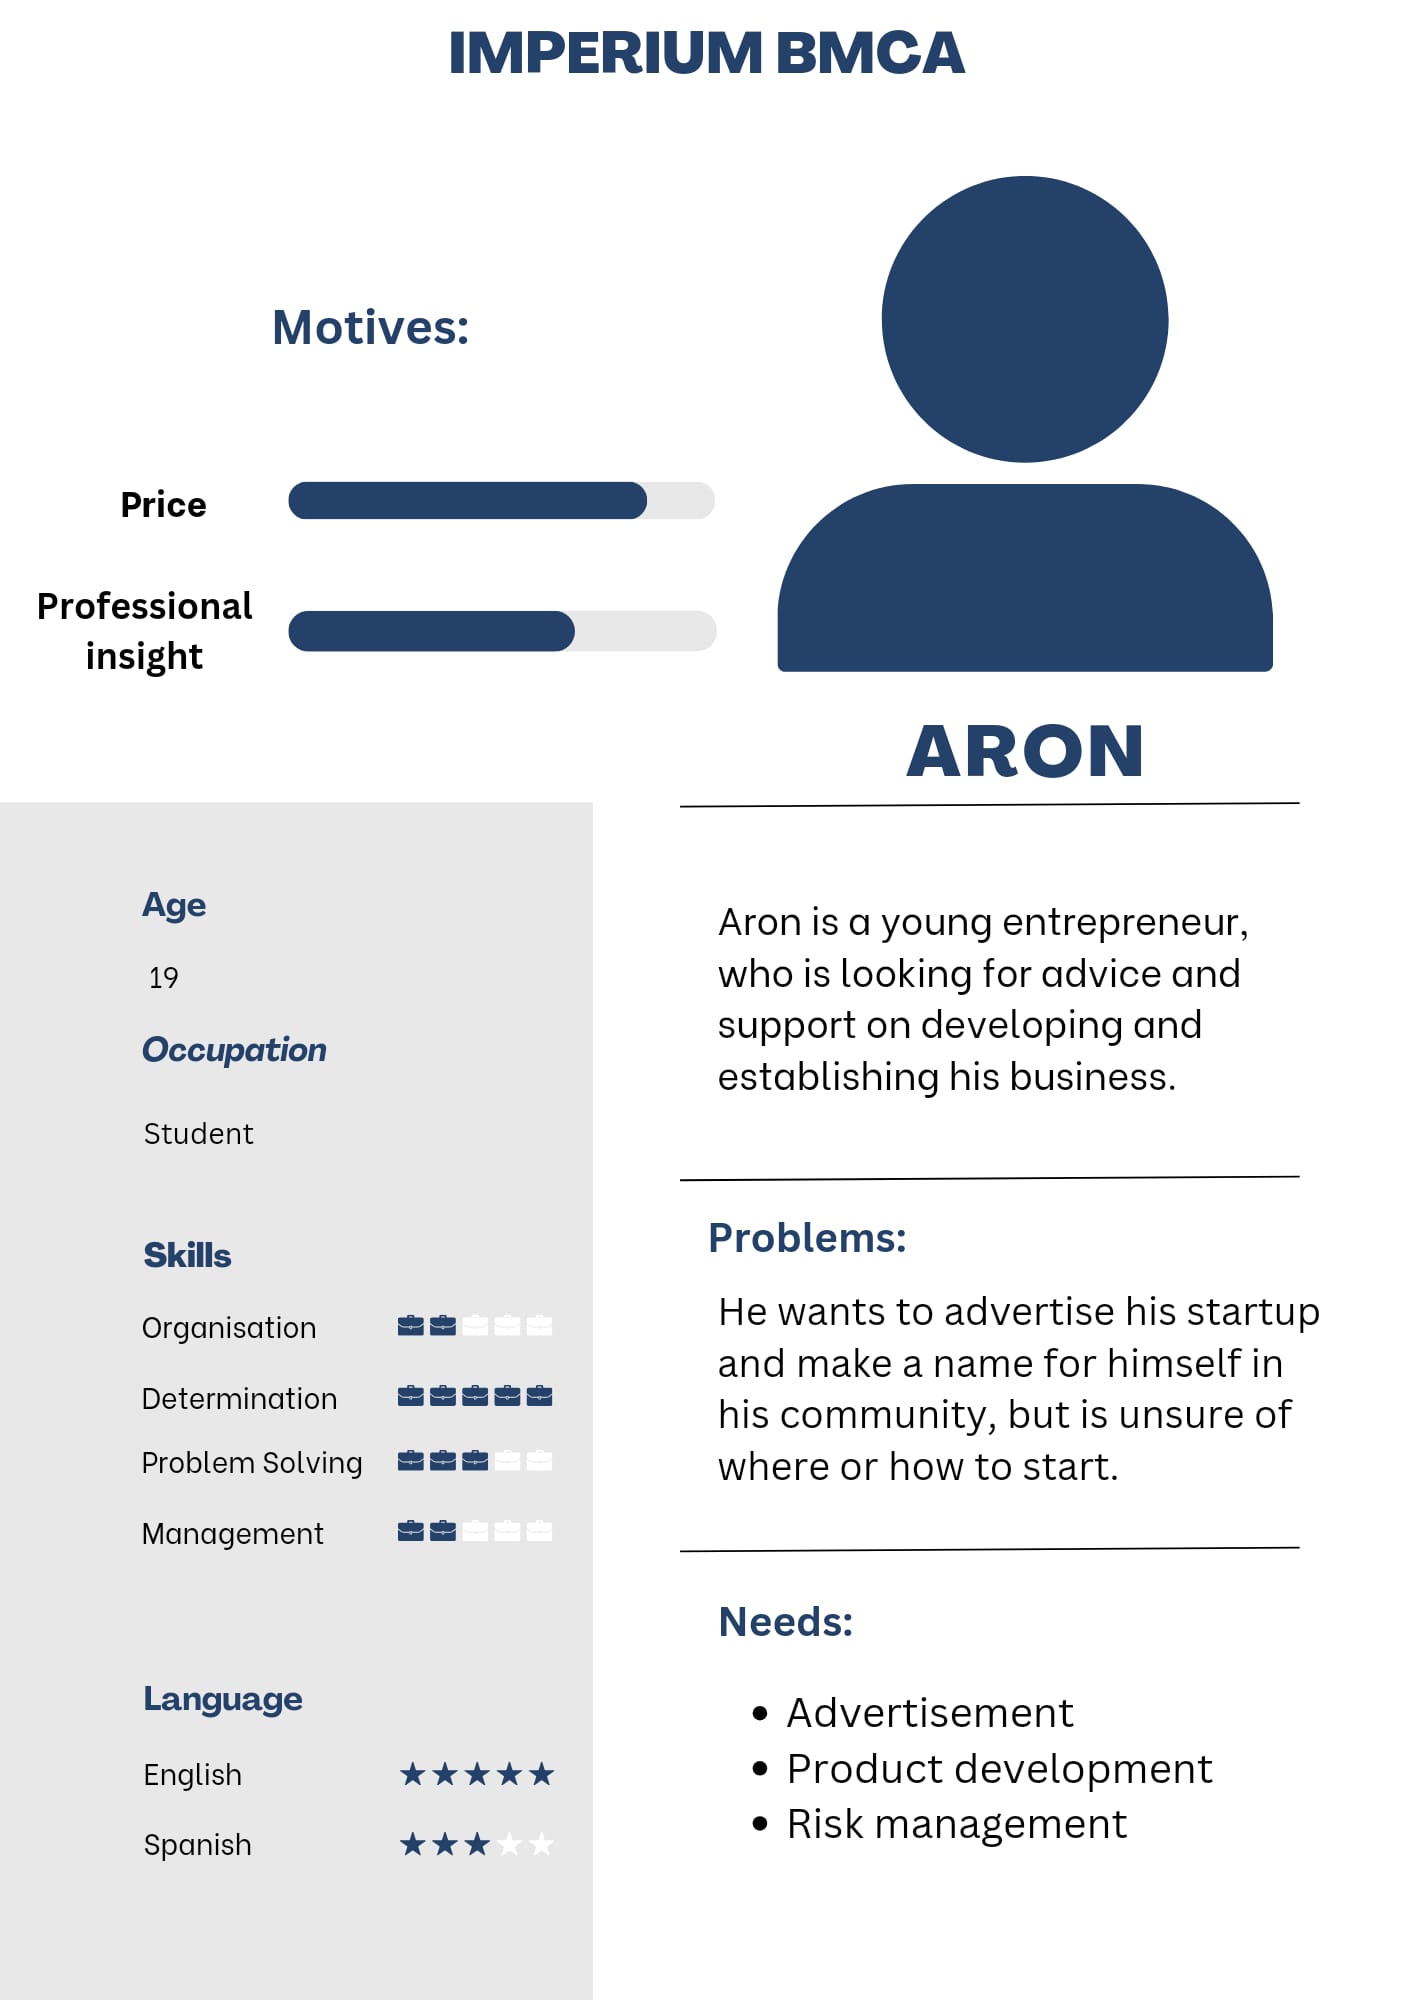 IMPERIUM BMCA
Motives:
Price
Professional
insight
ARON
Age
19
Occupation
Student
Skills
Organisation
Determination
Problem Solving
Management
Language
English
Spanish
Aron is a young entrepreneur,
who is looking for advice and
support on developing and
establishing his business.
Problems:
He wants to advertise his startup
and make a name for himself in
his community, but is unsure of
where or how to start.
Needs:
• Advertisement
• Product development
• Risk management